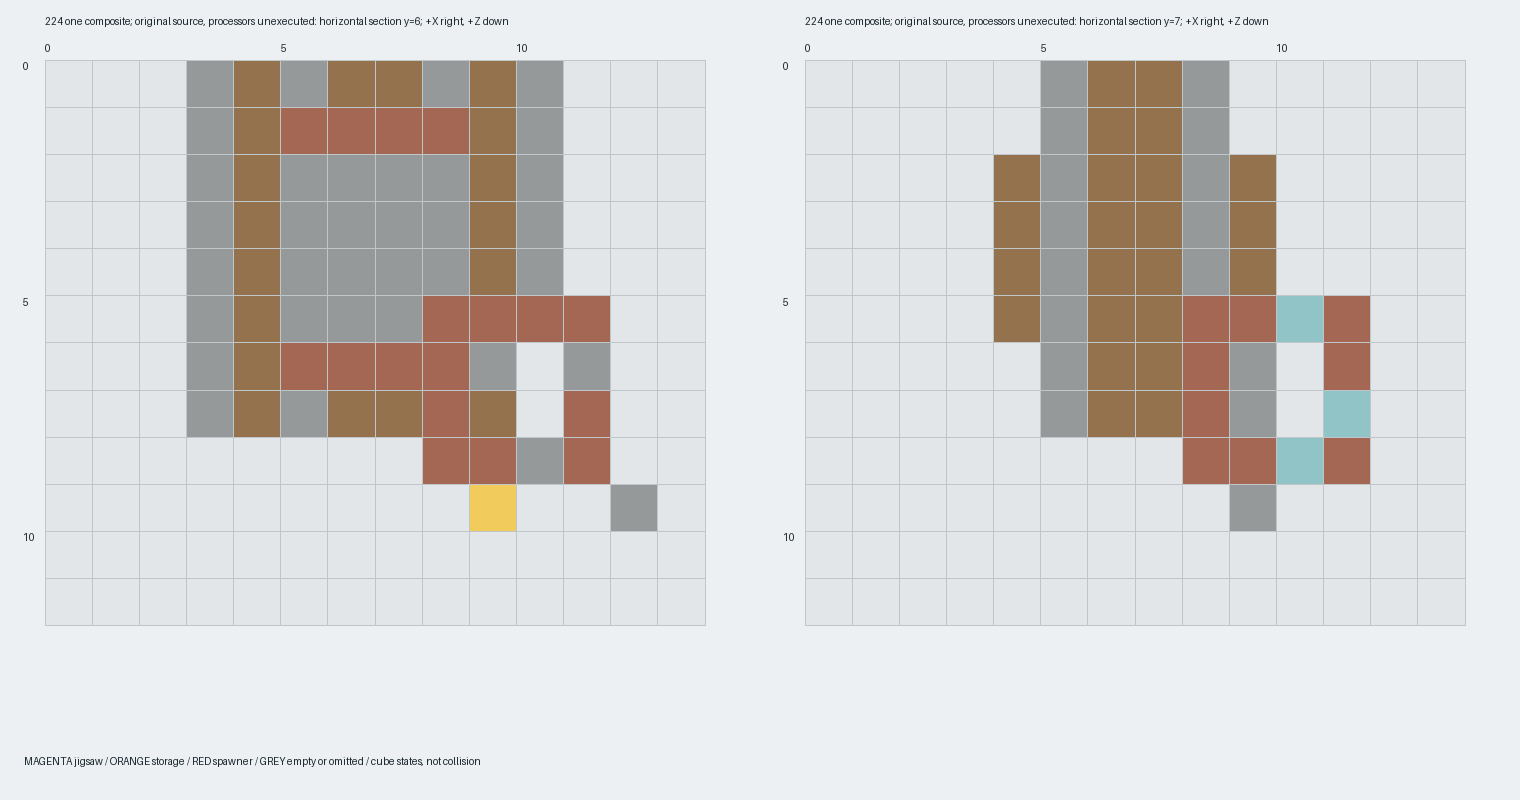 224 one composite; original source, processors unexecuted: horizontal section y=6; +X right, +Z down
224 one composite; original source, processors unexecuted: horizontal section y=7; +X right, +Z down
0 5 10
0 5 10
0
5
10
0
5
10
MAGENTA jigsaw / ORANGE storage / RED spawner / GREY empty or omitted / cube states, not collision